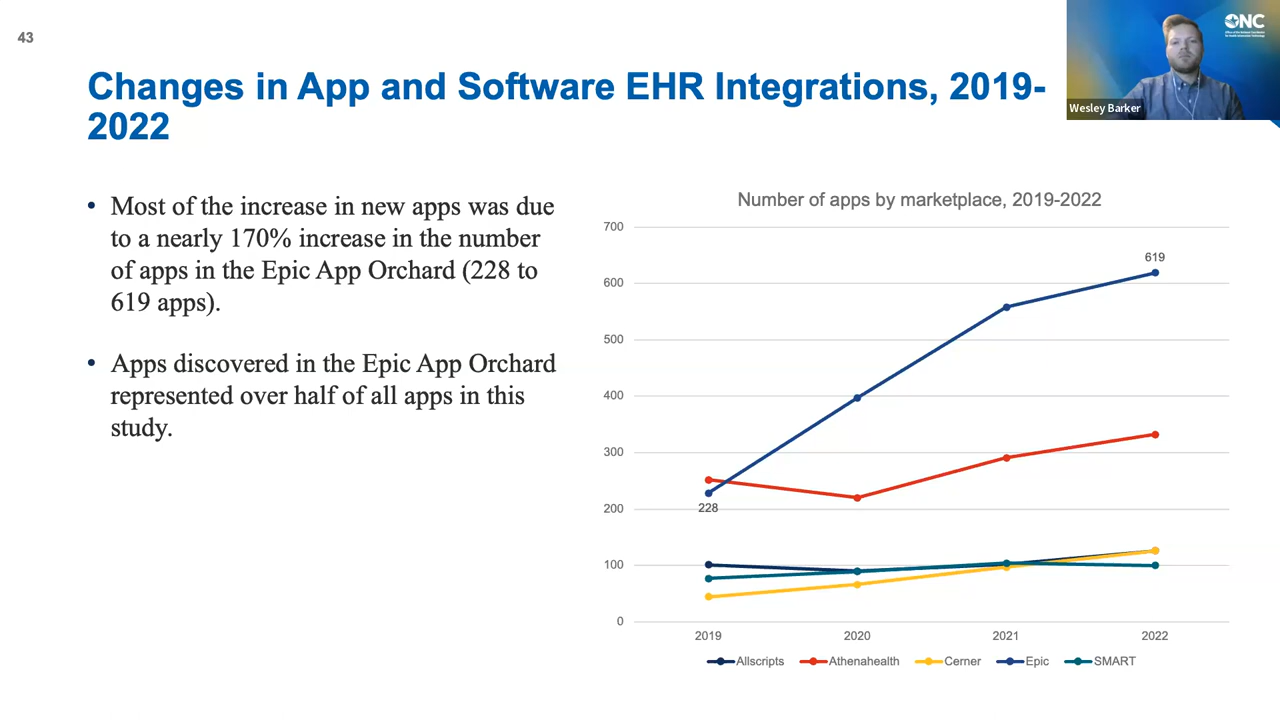 43
Changes in App and Software EHR Integrations, 2019-
2022
ONC
Wesley Barker
• Most of the increase in new apps was due
to a nearly 170% increase in the number
of apps in the Epic App Orchard (228 to
619 apps).
• Apps discovered in the Epic App Orchard
represented over half of all apps in this
study.
Number of apps by marketplace, 2019-2022
700
600
500
400
300
200
100
0
619
228
2019 2020 2021 2022
Allscripts Athenahealth Cerner Epic SMART